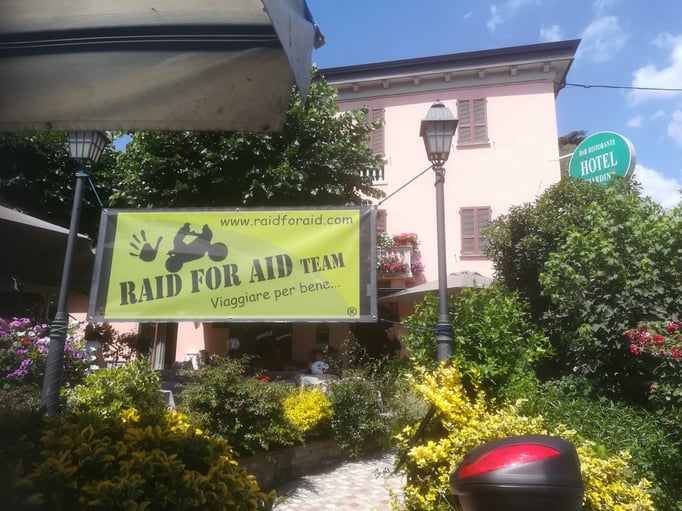 BAR RISTORANTE
HOTEL
www.raidforaid.com
RAID FOR AID TEAM
Viaggiare per bene...
®